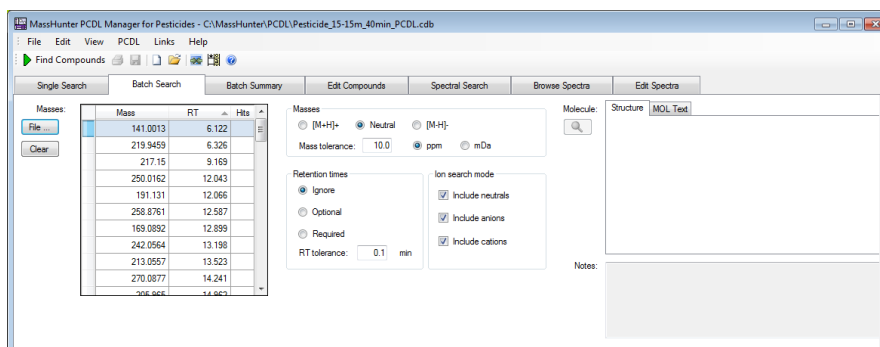 MassHunter PCDL Manager for Pesticides - C:\MassHunter\PCDL\Pesticide_15-15m_40min_PCDL.cdb
File Edit View PCDL Links Help
Find Compounds
Single Search Batch Search Batch Summary Edit Compounds Spectral Search Browse Spectra Edit Spectra
Masses:
File ...
Clear
Mass RT Hits
141.0013 6.122
219.9459 6.326
217.15 9.169
250.0162 12.043
191.131 12.066
258.8761 12.587
169.0892 12.899
242.0564 13.198
213.0557 13.523
270.0877 14.241
205.965 14.962
Masses
[M+H]+ Neutral [M-H]-
Mass tolerance: 10.0 ppm mDa
Retention times
Ignore
Optional
Required
RT tolerance: 0.1 min
Ion search mode
Include neutrals
Include anions
Include cations
Molecule:
Structure MOL Text
Notes: